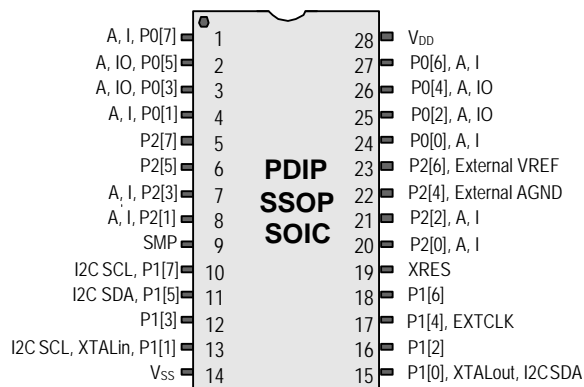 A, I, P0[7] 1 28 VDD
A, IO, P0[5] 2 27 P0[6], A, I
A, IO, P0[3] 3 26 P0[4], A, IO
A, I, P0[1] 4 25 P0[2], A, IO
P2[7] 5 24 P0[0], A, I
P2[5] 6 23 P2[6], External VREF
A, I, P2[3] 7 22 P2[4], External AGND
A, I, P2[1] 8 21 P2[2], A, I
SMP 9 20 P2[0], A, I
I2C SCL, P1[7] 10 19 XRES
I2C SDA, P1[5] 11 18 P1[6]
P1[3] 12 17 P1[4], EXTCLK
I2C SCL, XTALin, P1[1] 13 16 P1[2]
Vss 14 15 P1[0], XTALout, I2CSDA
PDIP
SSOP
SOIC